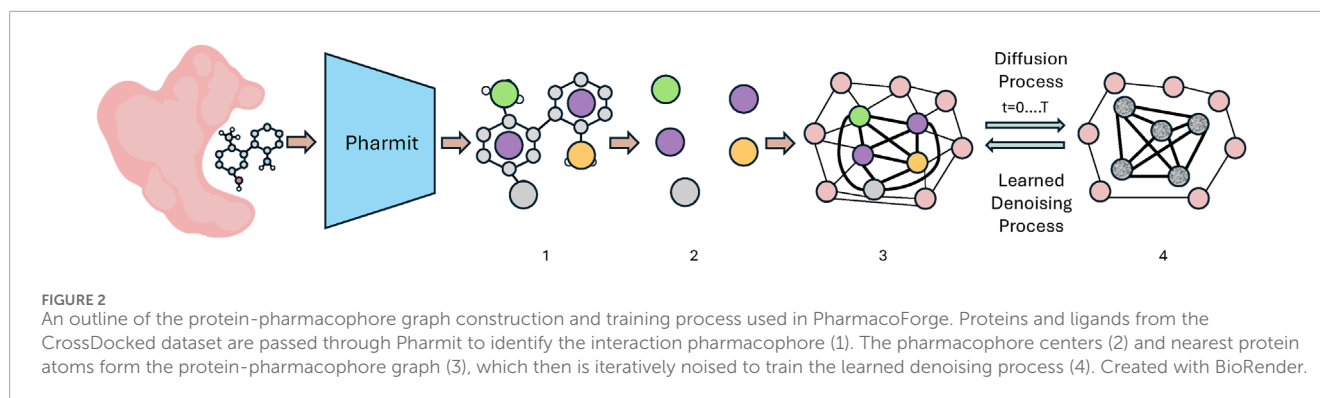 Pharmit
Diffusion
Process
t=0....T
Learned
Denoising
Process
1
2
3
4
FIGURE 2
An outline of the protein-pharmacophore graph construction and training process used in PharmacoForge. Proteins and ligands from the
CrossDocked dataset are passed through Pharmit to identify the interaction pharmacophore (1). The pharmacophore centers (2) and nearest protein
atoms form the protein-pharmacophore graph (3), which then is iteratively noised to train the learned denoising process (4). Created with BioRender.